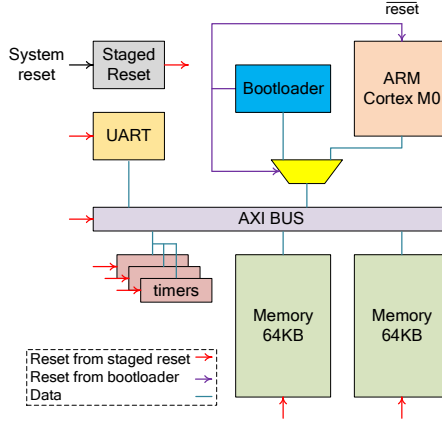 System
reset
Staged
Reset
reset
Bootloader
ARM
Cortex M0
UART
AXI BUS
timers
Memory
64KB
Memory
64KB
Reset from staged reset
Reset from bootloader
Data